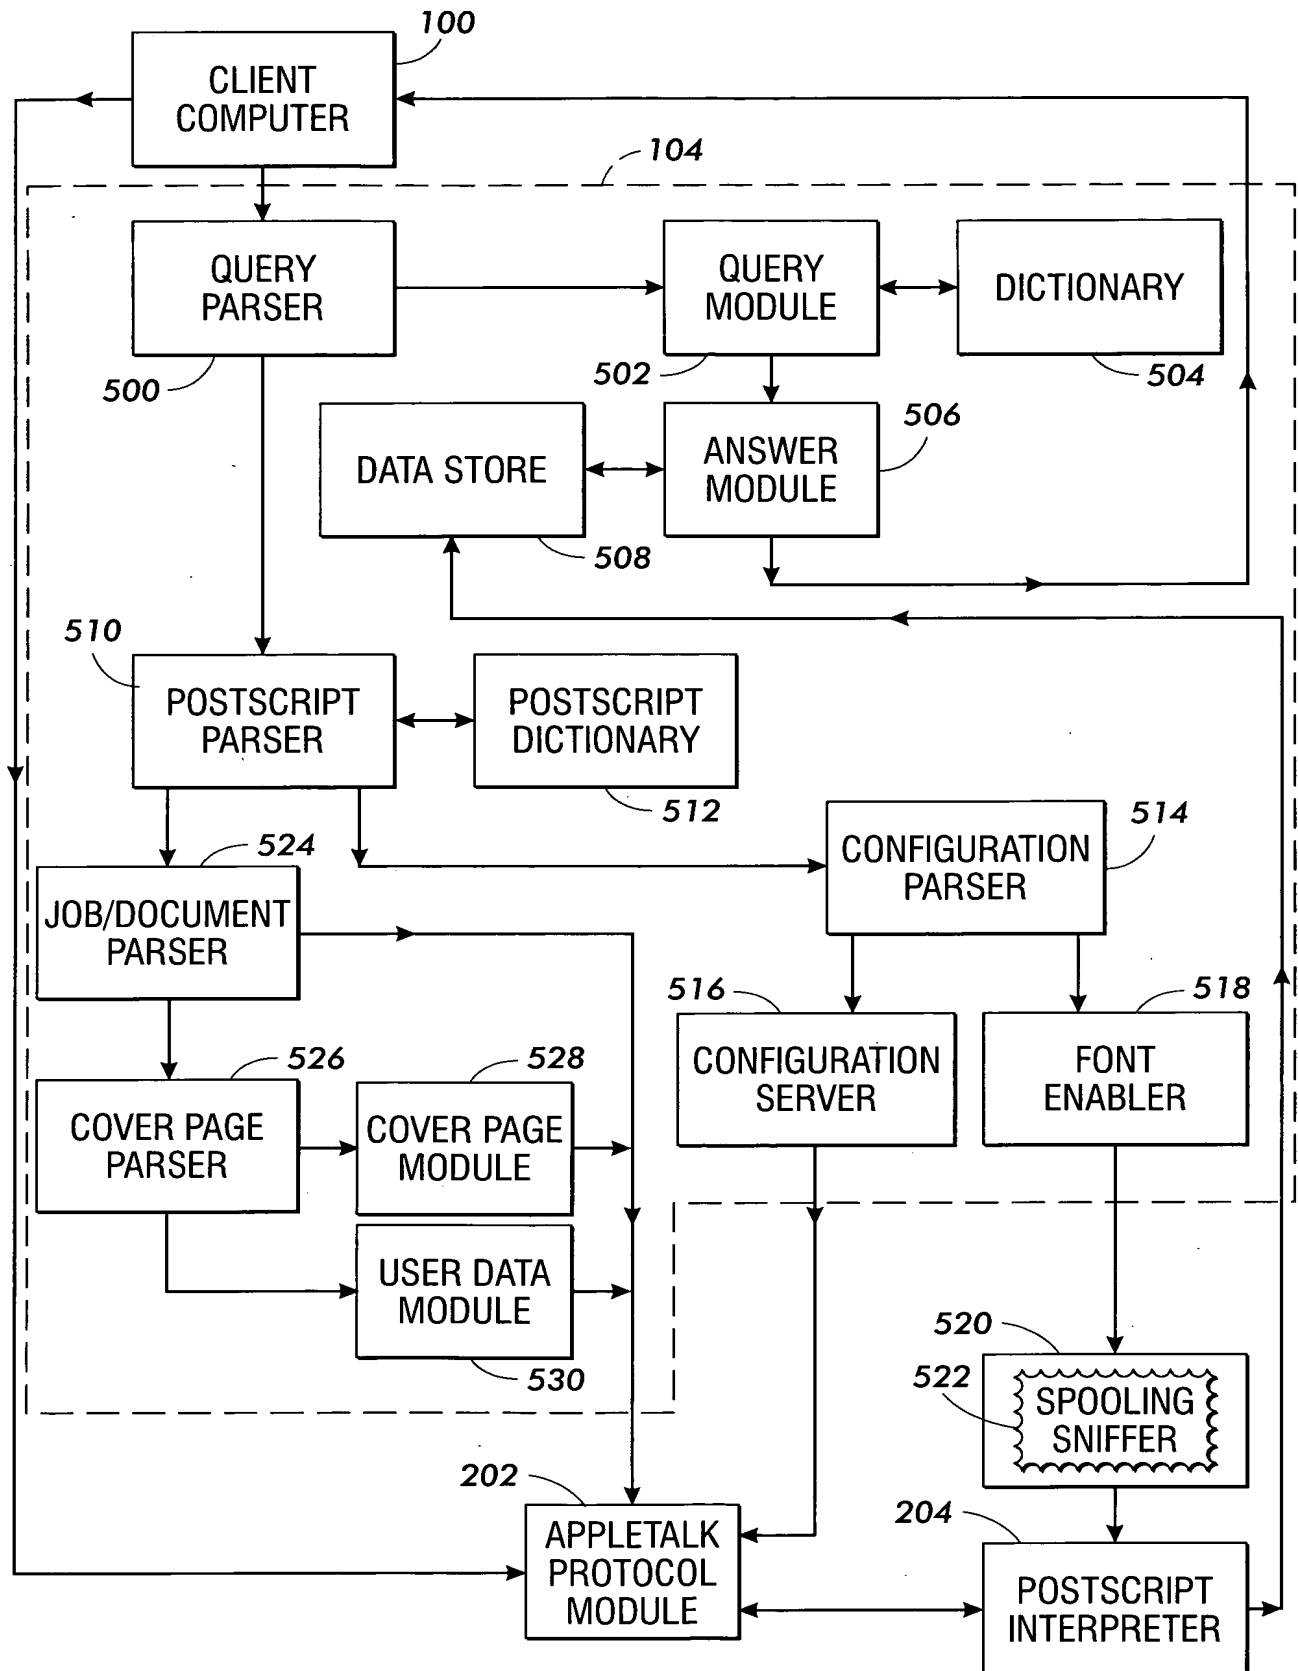 100
CLIENT
COMPUTER
104
QUERY
PARSER
500
QUERY
MODULE
502
DICTIONARY
504
DATA STORE
508
ANSWER
MODULE
506
510
POSTSCRIPT
PARSER
POSTSCRIPT
DICTIONARY
512
514
CONFIGURATION
PARSER
524
JOB/DOCUMENT
PARSER
516
CONFIGURATION
SERVER
518
FONT
ENABLER
526
COVER PAGE
PARSER
528
COVER PAGE
MODULE
USER DATA
MODULE
530
520
522
SPOOLING
SNIFFER
202
APPLETALK
PROTOCOL
MODULE
204
POSTSCRIPT
INTERPRETER